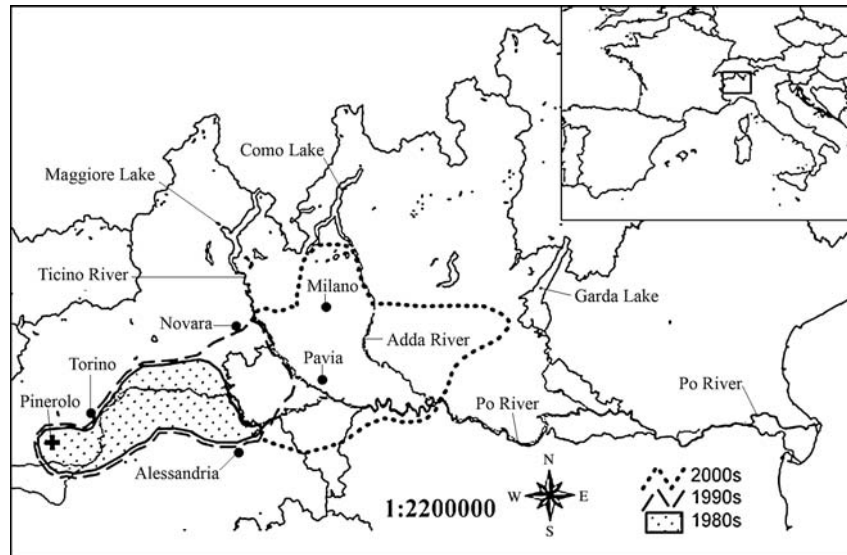 Como Lake
Maggiore Lake
Ticino River
Milano
Garda Lake
Novara
Adda River
Torino
Pavia
Pinerolo
Po River
Po River
Alessandria
N
W
E
S
1:2200000
2000s
1990s
1980s